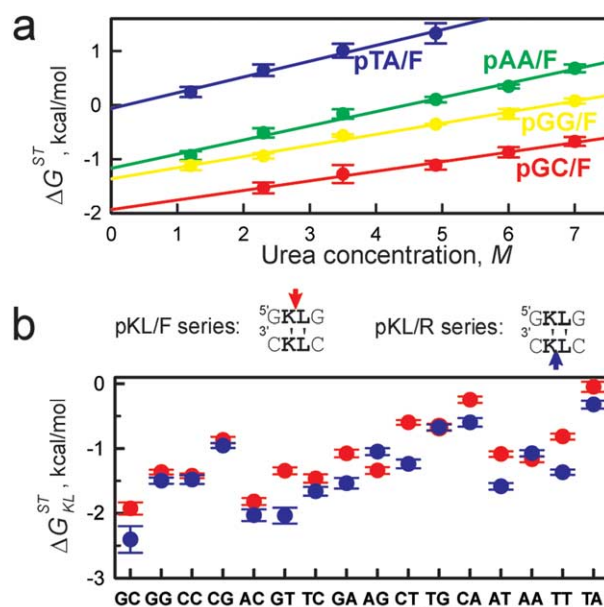 a
ΔG^ST, kcal/mol
1
0
-1
-2
pTA/F
pAA/F
pGG/F
pGC/F
0 1 2 3 4 5 6 7
Urea concentration, M
b
pKL/F series:
5'GKLG
3'CKLC
pKL/R series:
5'GKLG
3'CKLC
ΔG^ST_KL, kcal/mol
0
-1
-2
-3
GC GG CC CG AC GT TC GA AG CT TG CA AT AA TT TA